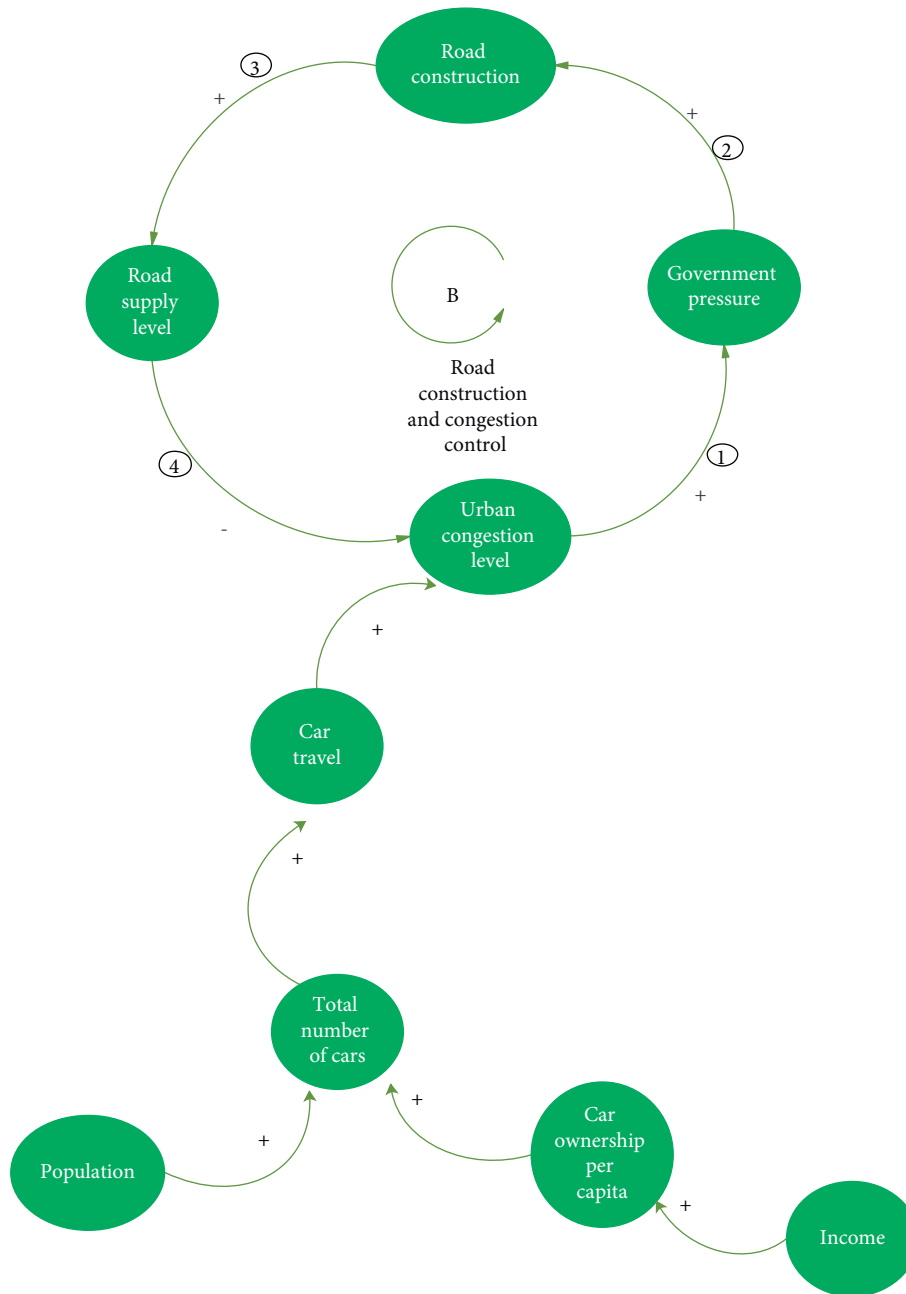 Road
construction
3
+
+
2
Road
supply
level
Government
pressure
B
Road
construction
and congestion
control
4
1
-
+
Urban
congestion
level
+
Car
travel
+
Total
number
of cars
+
+
Car
ownership
per
capita
Population
+
Income